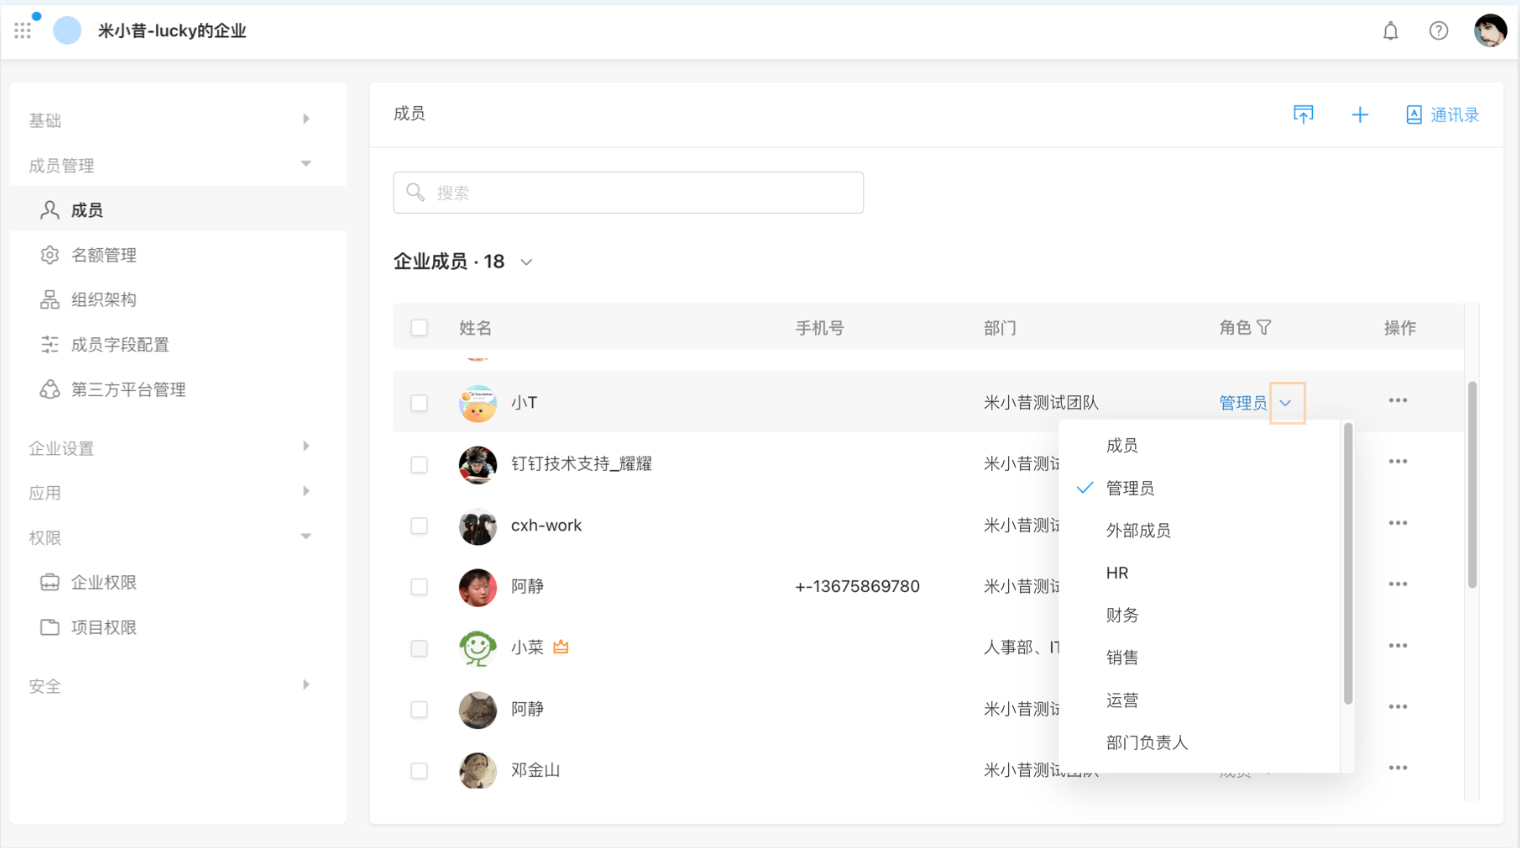 米小昔-lucky的企业
基础
成员管理
成员
名额管理
组织架构
成员字段配置
第三方平台管理
企业设置
应用
权限
企业权限
项目权限
安全
成员
通讯录
搜索
企业成员 · 18
姓名 手机号 部门 角色 操作
小T 米小昔测试团队 管理员
钉钉技术支持_耀耀 米小昔测试
cxh-work 米小昔测试
阿静 +-13675869780 米小昔测试
小菜 人事部、IT
阿静 米小昔测试
邓金山 米小昔测试团队 成员
成员
管理员
外部成员
HR
财务
销售
运营
部门负责人